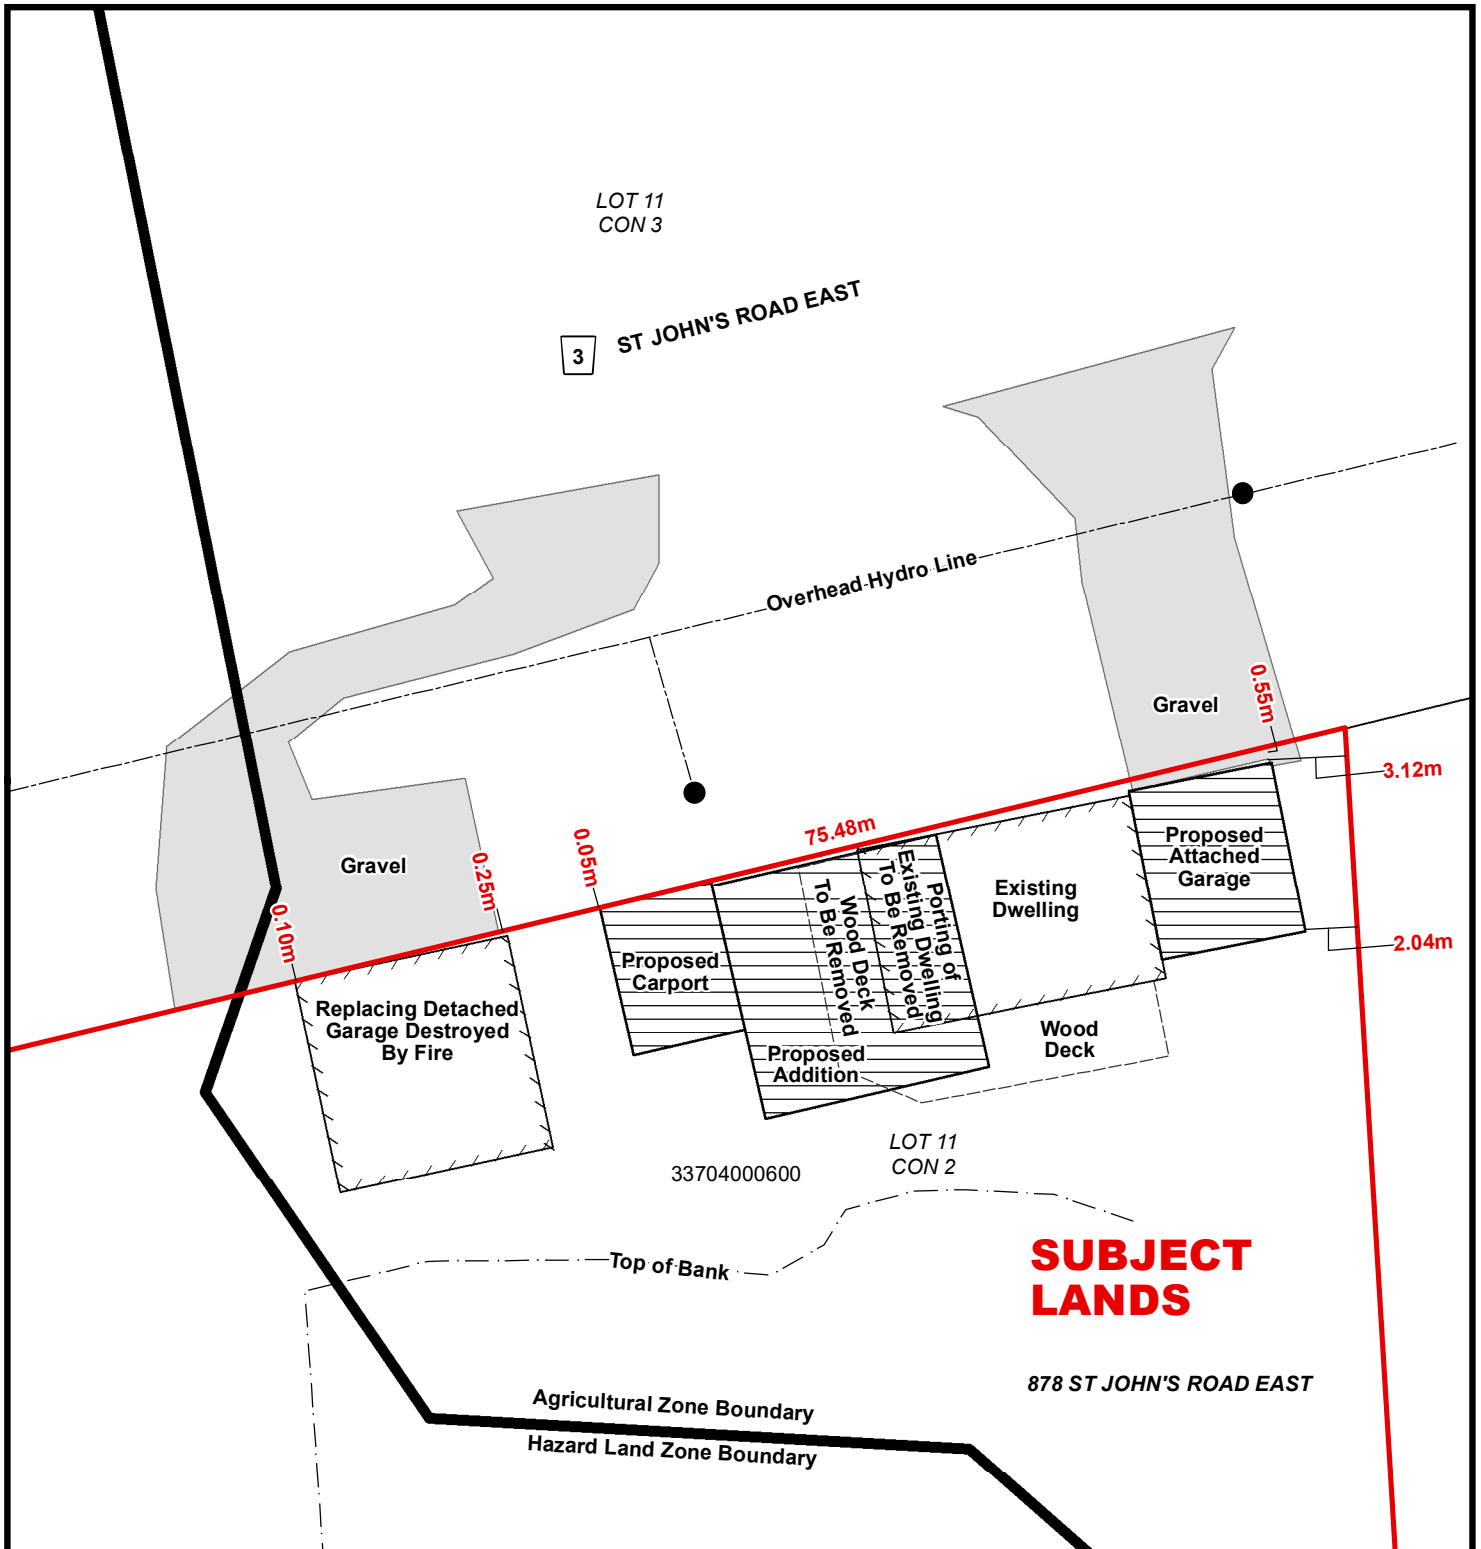 LOT 11
CON 3
3
ST JOHN'S ROAD EAST
Overhead Hydro Line
Gravel
0.55m
3.12m
75.48m
0.05m
0.25m
Gravel
0.10m
Proposed
Attached
Garage
Existing
Dwelling
Porting of
Existing Dwelling
To Be Removed
Wood Deck
To Be Removed
2.04m
Proposed
Carport
Replacing Detached
Garage Destroyed
By Fire
Wood
Deck
Proposed
Addition
LOT 11
CON 2
33704000600
SUBJECT
LANDS
Top of Bank
878 ST JOHN'S ROAD EAST
Agricultural Zone Boundary
Hazard Land Zone Boundary